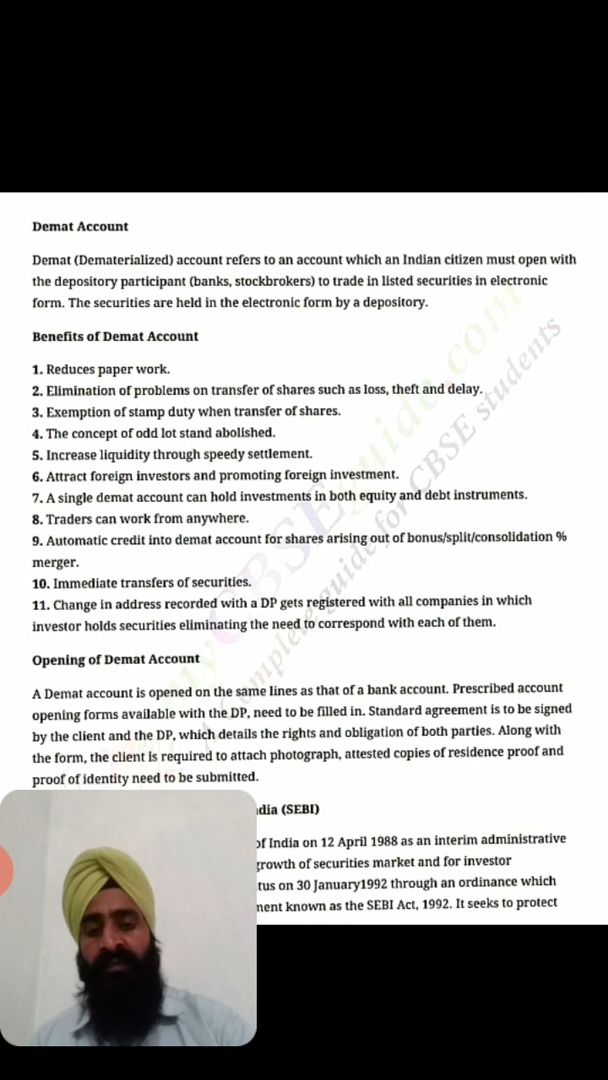 Demat Account
Demat (Dematerialized) account refers to an account which an Indian citizen must open with
the depository participant (banks, stockbrokers) to trade in listed securities in electronic
form. The securities are held in the electronic form by a depository.
Benefits of Demat Account
1. Reduces paper work.
2. Elimination of problems on transfer of shares such as loss, theft and delay.
3. Exemption of stamp duty when transfer of shares.
4. The concept of odd lot stand abolished.
5. Increase liquidity through speedy settlement.
6. Attract foreign investors and promoting foreign investment.
7. A single demat account can hold investments in both equity and debt instruments.
8. Traders can work from anywhere.
9. Automatic credit into demat account for shares arising out of bonus/split/consolidation %
merger.
10. Immediate transfers of securities.
11. Change in address recorded with a DP gets registered with all companies in which
investor holds securities eliminating the need to correspond with each of them.
Opening of Demat Account
A Demat account is opened on the same lines as that of a bank account. Prescribed account
opening forms available with the DP, need to be filled in. Standard agreement is to be signed
by the client and the DP, which details the rights and obligation of both parties. Along with
the form, the client is required to attach photograph, attested copies of residence proof and
proof of identity need to be submitted.
dia (SEBI)
of India on 12 April 1988 as an interim administrative
growth of securities market and for investor
tus on 30 January1992 through an ordinance which
ment known as the SEBI Act, 1992. It seeks to protect
myCBSEguide.com
A complete guide for CBSE students